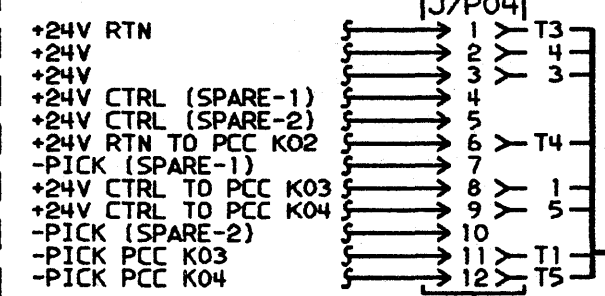 J/P04
+24V RTN 1 T3
+24V 2 4
+24V 3 3
+24V CTRL (SPARE-1) 4
+24V CTRL (SPARE-2) 5
+24V RTN TO PCC K02 6 T4
-PICK (SPARE-1) 7
+24V CTRL TO PCC K03 8 1
+24V CTRL TO PCC K04 9 5
-PICK (SPARE-2) 10
-PICK PCC K03 11 T1
-PICK PCC K04 12 T5